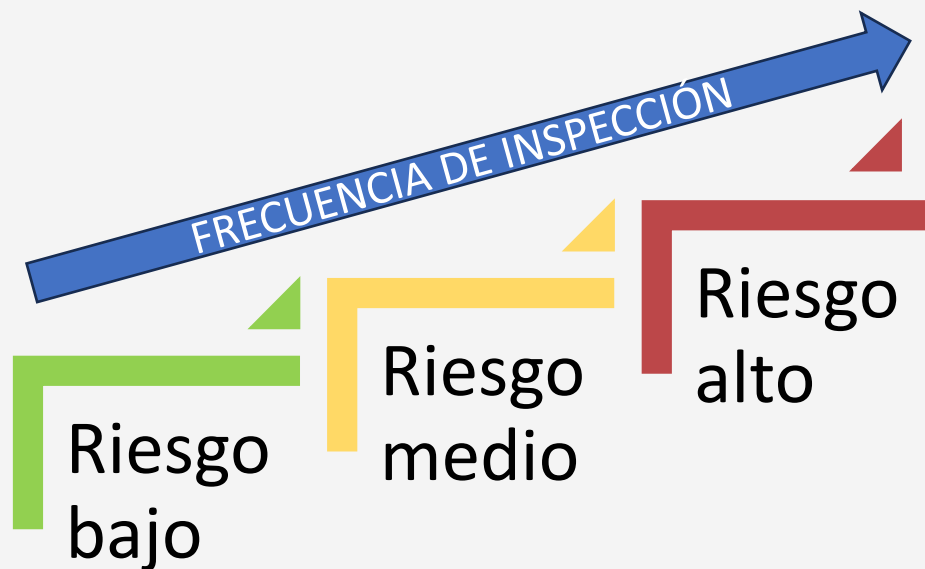 FRECUENCIA DE INSPECCIÓN
Riesgo
bajo
Riesgo
medio
Riesgo
alto